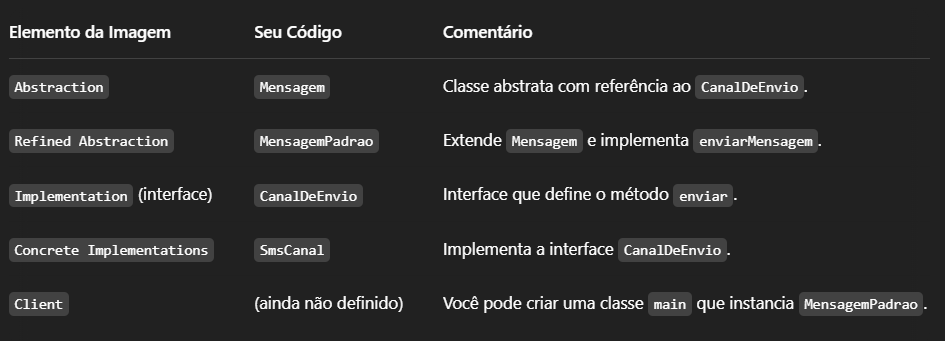 Elemento da Imagem Seu Código Comentário
Abstraction Mensagem Classe abstrata com referência ao CanalDeEnvio.
Refined Abstraction MensagemPadrao Extende Mensagem e implementa enviarMensagem.
Implementation (interface) CanalDeEnvio Interface que define o método enviar.
Concrete Implementations SmsCanal Implementa a interface CanalDeEnvio.
Client (ainda não definido) Você pode criar uma classe main que instancia MensagemPadrao.